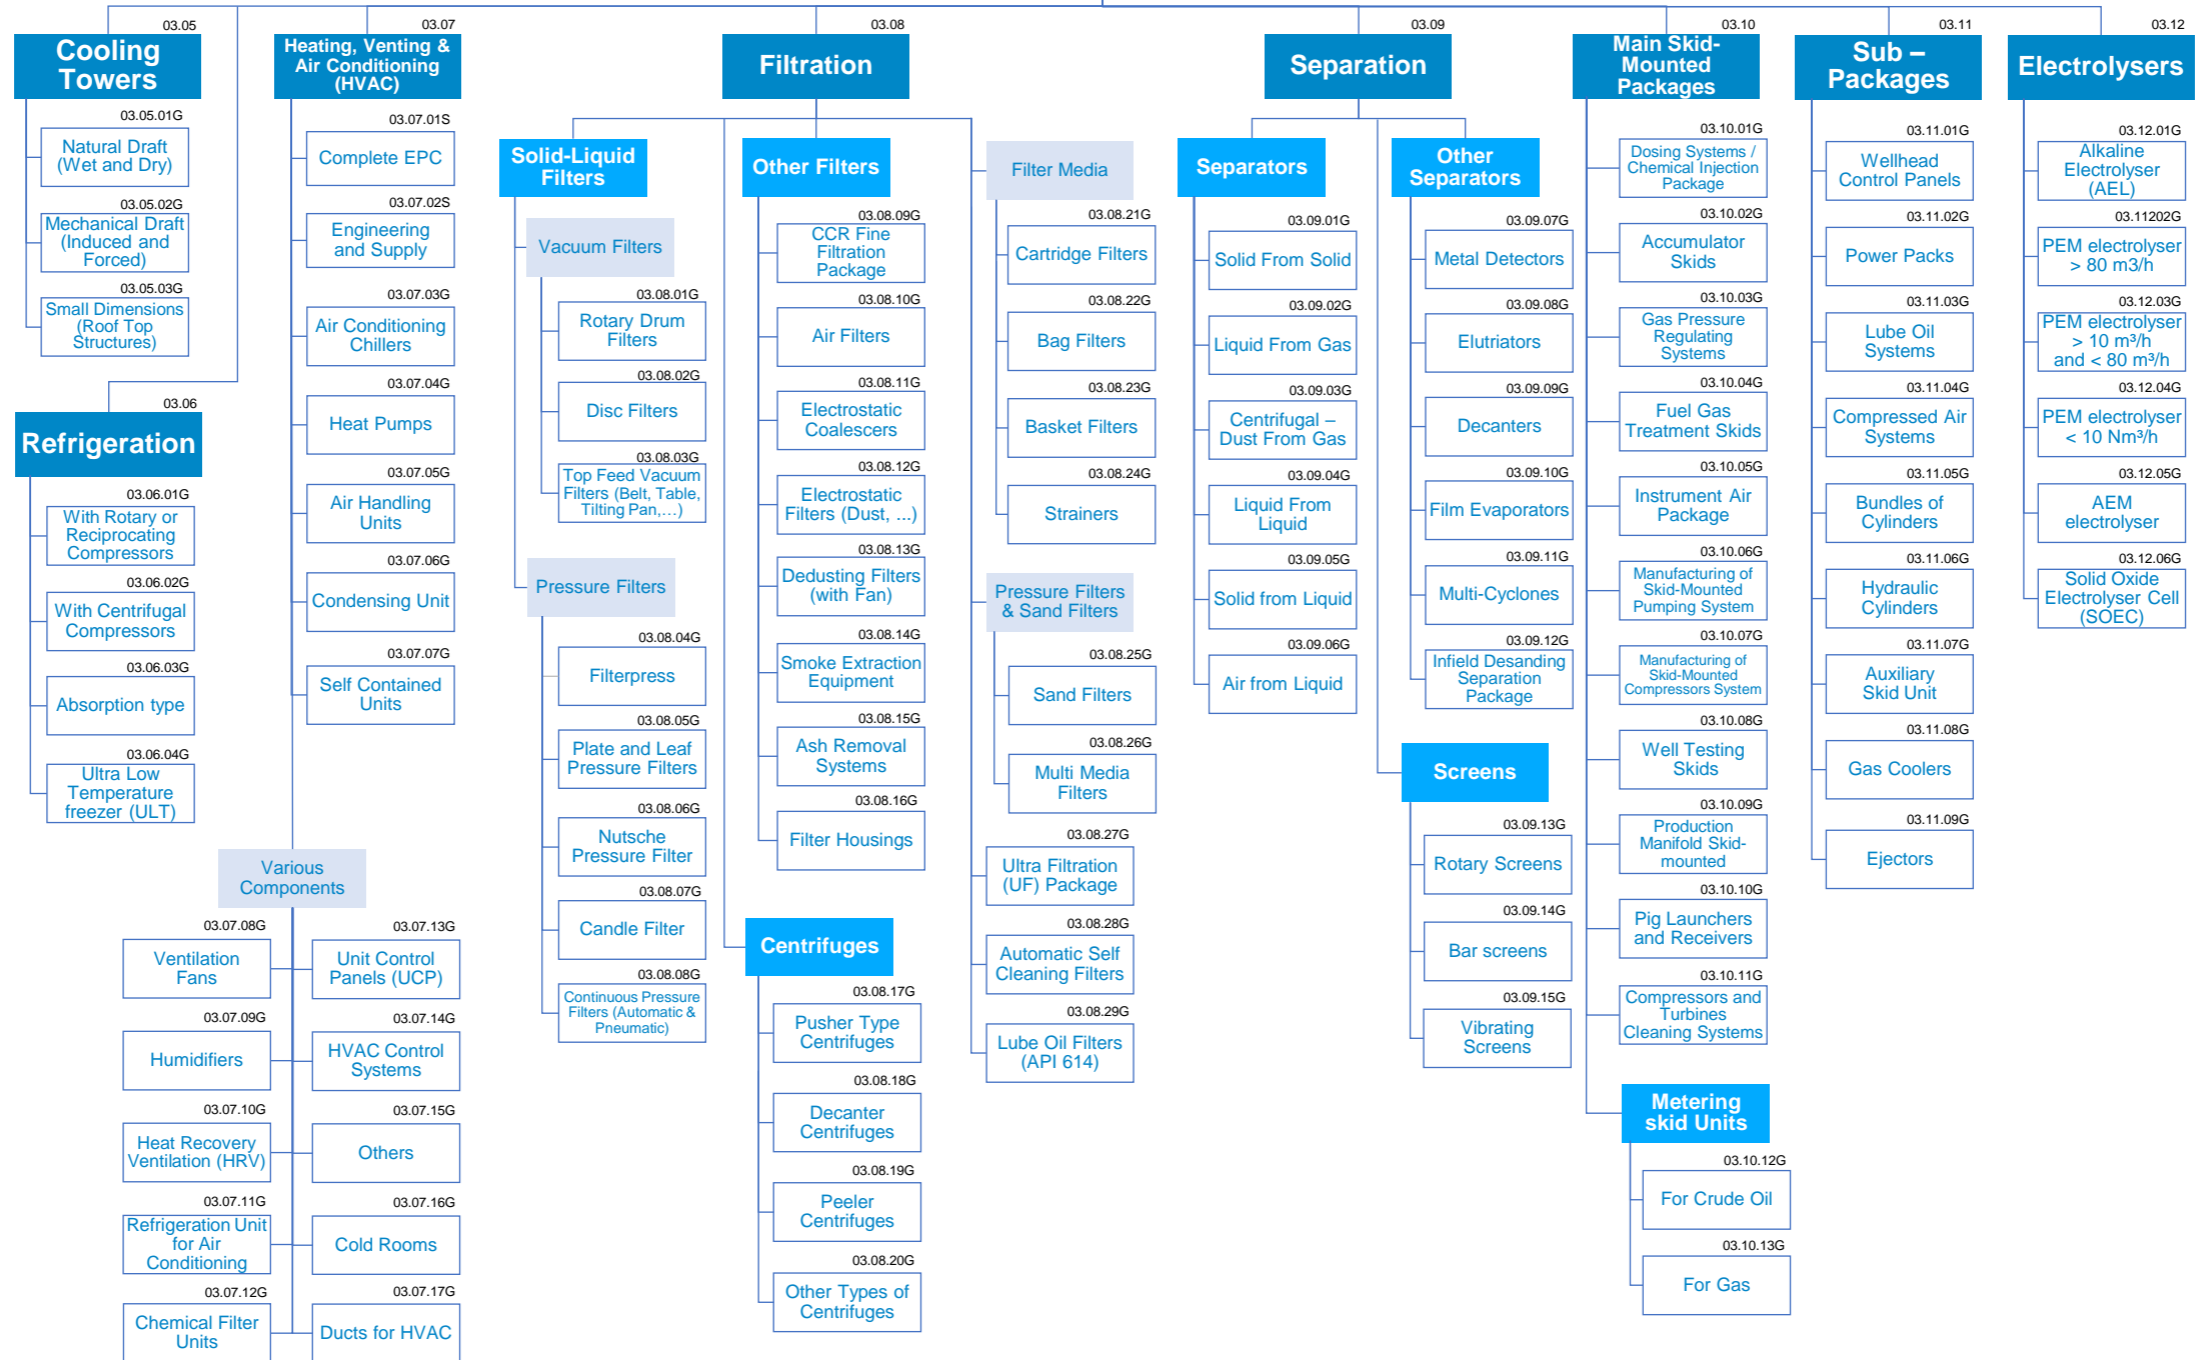 03.05
Cooling
Towers
03.05.01G
Natural Draft
(Wet and Dry)
03.05.02G
Mechanical Draft
(Induced and
Forced)
03.05.03G
Small Dimensions
(Roof Top
Structures)
03.06
Refrigeration
03.06.01G
With Rotary or
Reciprocating
Compressors
03.06.02G
With Centrifugal
Compressors
03.06.03G
Absorption type
03.06.04G
Ultra Low
Temperature
freezer (ULT)
03.07
Heating, Venting &
Air Conditioning
(HVAC)
03.07.01S
Complete EPC
03.07.02S
Engineering
and Supply
03.07.03G
Air Conditioning
Chillers
03.07.04G
Heat Pumps
03.07.05G
Air Handling
Units
03.07.06G
Condensing Unit
03.07.07G
Self Contained
Units
Various
Components
03.07.08G
Ventilation
Fans
03.07.09G
Humidifiers
03.07.10G
Heat Recovery
Ventilation (HRV)
03.07.11G
Refrigeration Unit
for Air
Conditioning
03.07.12G
Chemical Filter
Units
03.07.13G
Unit Control
Panels (UCP)
03.07.14G
HVAC Control
Systems
03.07.15G
Others
03.07.16G
Cold Rooms
03.07.17G
Ducts for HVAC
03.08
Filtration
Solid-Liquid
Filters
Vacuum Filters
03.08.01G
Rotary Drum
Filters
03.08.02G
Disc Filters
03.08.03G
Top Feed Vacuum
Filters (Belt, Table,
Tilting Pan,…)
Pressure Filters
03.08.04G
Filterpress
03.08.05G
Plate and Leaf
Pressure Filters
03.08.06G
Nutsche
Pressure Filter
03.08.07G
Candle Filter
03.08.08G
Continuous Pressure
Filters (Automatic &
Pneumatic)
Other Filters
03.08.09G
CCR Fine
Filtration
Package
03.08.10G
Air Filters
03.08.11G
Electrostatic
Coalescers
03.08.12G
Electrostatic
Filters (Dust, ...)
03.08.13G
Dedusting Filters
(with Fan)
03.08.14G
Smoke Extraction
Equipment
03.08.15G
Ash Removal
Systems
03.08.16G
Filter Housings
Centrifuges
03.08.17G
Pusher Type
Centrifuges
03.08.18G
Decanter
Centrifuges
03.08.19G
Peeler
Centrifuges
03.08.20G
Other Types of
Centrifuges
Filter Media
03.08.21G
Cartridge Filters
03.08.22G
Bag Filters
03.08.23G
Basket Filters
03.08.24G
Strainers
Pressure Filters
& Sand Filters
03.08.25G
Sand Filters
03.08.26G
Multi Media
Filters
03.08.27G
Ultra Filtration
(UF) Package
03.08.28G
Automatic Self
Cleaning Filters
03.08.29G
Lube Oil Filters
(API 614)
03.09
Separation
Separators
03.09.01G
Solid From Solid
03.09.02G
Liquid From Gas
03.09.03G
Centrifugal –
Dust From Gas
03.09.04G
Liquid From
Liquid
03.09.05G
Solid from Liquid
03.09.06G
Air from Liquid
Other
Separators
03.09.07G
Metal Detectors
03.09.08G
Elutriators
03.09.09G
Decanters
03.09.10G
Film Evaporators
03.09.11G
Multi-Cyclones
03.09.12G
Infield Desanding
Separation
Package
Screens
03.09.13G
Rotary Screens
03.09.14G
Bar screens
03.09.15G
Vibrating
Screens
03.10
Main Skid-
Mounted
Packages
03.10.01G
Dosing Systems /
Chemical Injection
Package
03.10.02G
Accumulator
Skids
03.10.03G
Gas Pressure
Regulating
Systems
03.10.04G
Fuel Gas
Treatment Skids
03.10.05G
Instrument Air
Package
03.10.06G
Manufacturing of
Skid-Mounted
Pumping System
03.10.07G
Manufacturing of
Skid-Mounted
Compressors System
03.10.08G
Well Testing
Skids
03.10.09G
Production
Manifold Skid-
mounted
03.10.10G
Pig Launchers
and Receivers
03.10.11G
Compressors and
Turbines
Cleaning Systems
Metering
skid Units
03.10.12G
For Crude Oil
03.10.13G
For Gas
03.11
Sub –
Packages
03.11.01G
Wellhead
Control Panels
03.11.02G
Power Packs
03.11.03G
Lube Oil
Systems
03.11.04G
Compressed Air
Systems
03.11.05G
Bundles of
Cylinders
03.11.06G
Hydraulic
Cylinders
03.11.07G
Auxiliary
Skid Unit
03.11.08G
Gas Coolers
03.11.09G
Ejectors
03.12
Electrolysers
03.12.01G
Alkaline
Electrolyser
(AEL)
03.11202G
PEM electrolyser
> 80 m3/h
03.12.03G
PEM electrolyser
> 10 m³/h
and < 80 m³/h
03.12.04G
PEM electrolyser
< 10 Nm³/h
03.12.05G
AEM
electrolyser
03.12.06G
Solid Oxide
Electrolyser Cell
(SOEC)